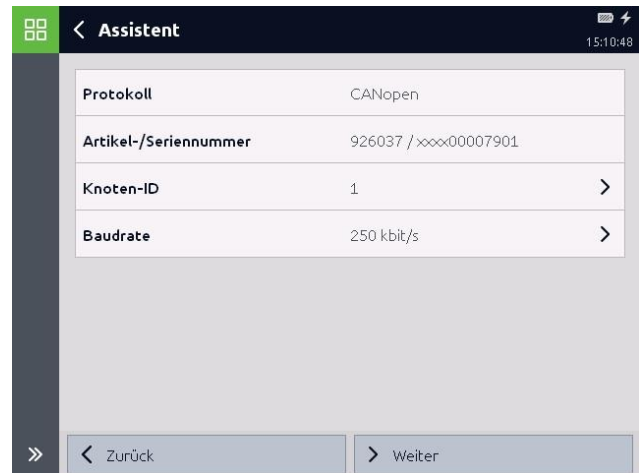 Assistent
15:10:48
Protokoll CANopen
Artikel-/Seriennummer 926037 / xxxx00007901
Knoten-ID 1
Baudrate 250 kbit/s
Zurück Weiter